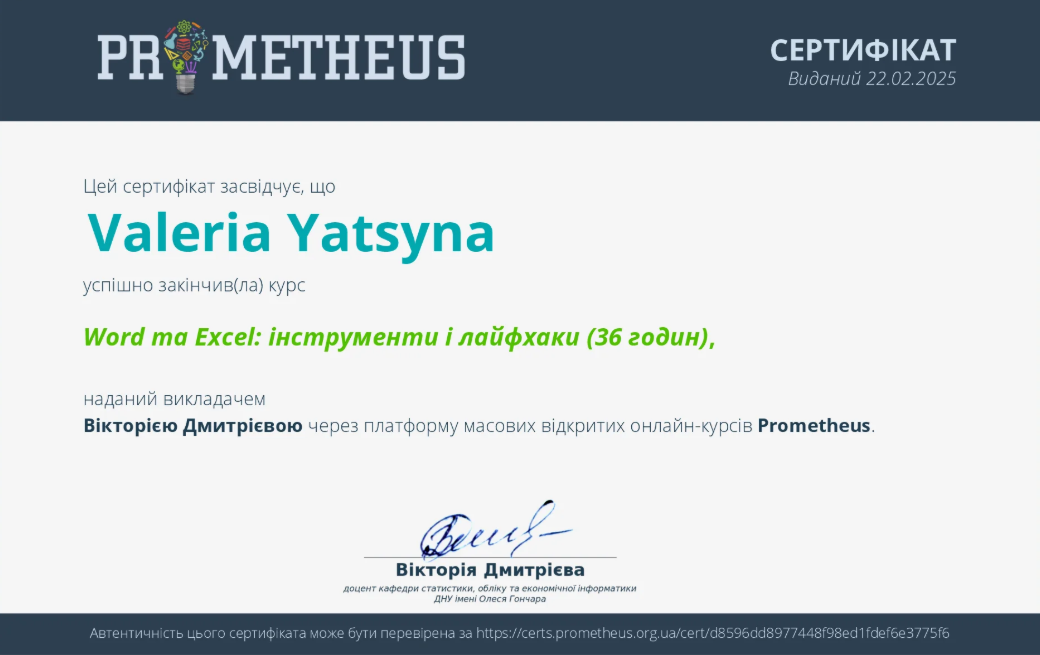 PROMETHEUS
СЕРТИФІКАТ
Виданий 22.02.2025
Цей сертифікат засвідчує, що
Valeria Yatsyna
успішно закінчив(ла) курс
Word та Excel: інструменти і лайфхаки (36 годин),
наданий викладачем
Вікторією Дмитрієвою через платформу масових відкритих онлайн-курсів Prometheus.
Вікторія Дмитрієва
доцент кафедри статистики, обліку та економічної інформатики
ДНУ імені Олеся Гончара
Автентичність цього сертифіката може бути перевірена за https://certs.prometheus.org.ua/cert/d8596dd8977448f98ed1fdef6e3775f6